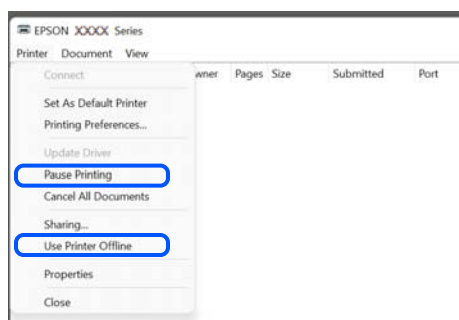 EPSON XXXX Series
Printer Document View
Connect
wner Pages Size Submitted Port
Set As Default Printer
Printing Preferences...
Update Driver
Pause Printing
Cancel All Documents
Sharing...
Use Printer Offline
Properties
Close